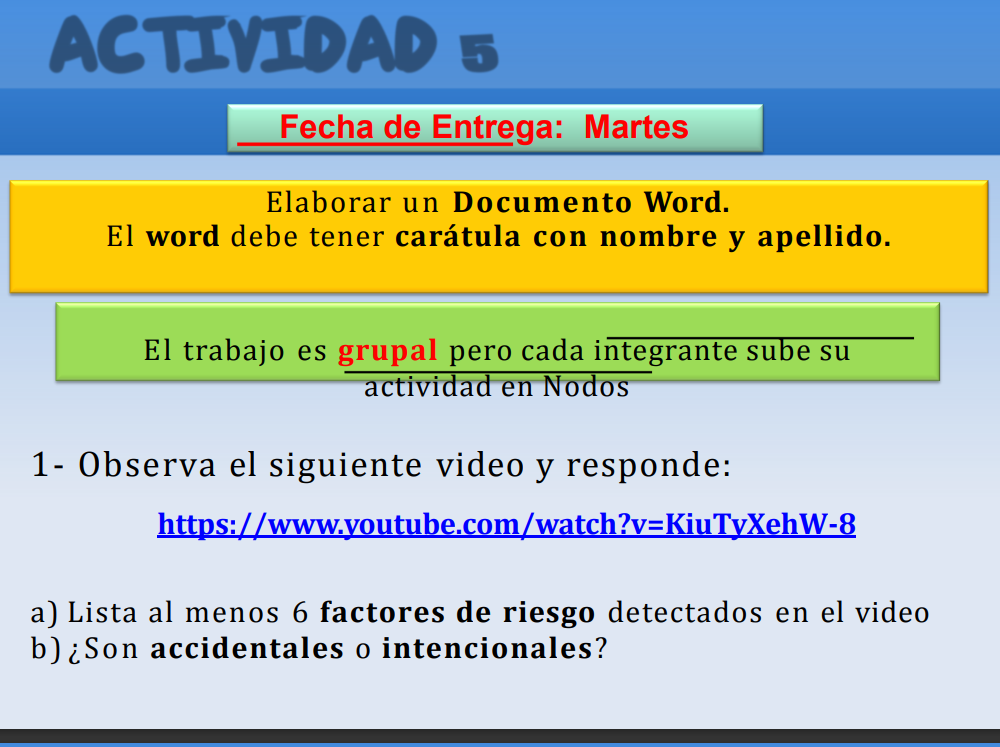 ACTIVIDAD 5
Fecha de Entrega: Martes
Elaborar un Documento Word.
El word debe tener carátula con nombre y apellido.
El trabajo es grupal pero cada integrante sube su
actividad en Nodos
1- Observa el siguiente video y responde:
https://www.youtube.com/watch?v=KiuTyXehW-8
a) Lista al menos 6 factores de riesgo detectados en el video
b) ¿Son accidentales o intencionales?